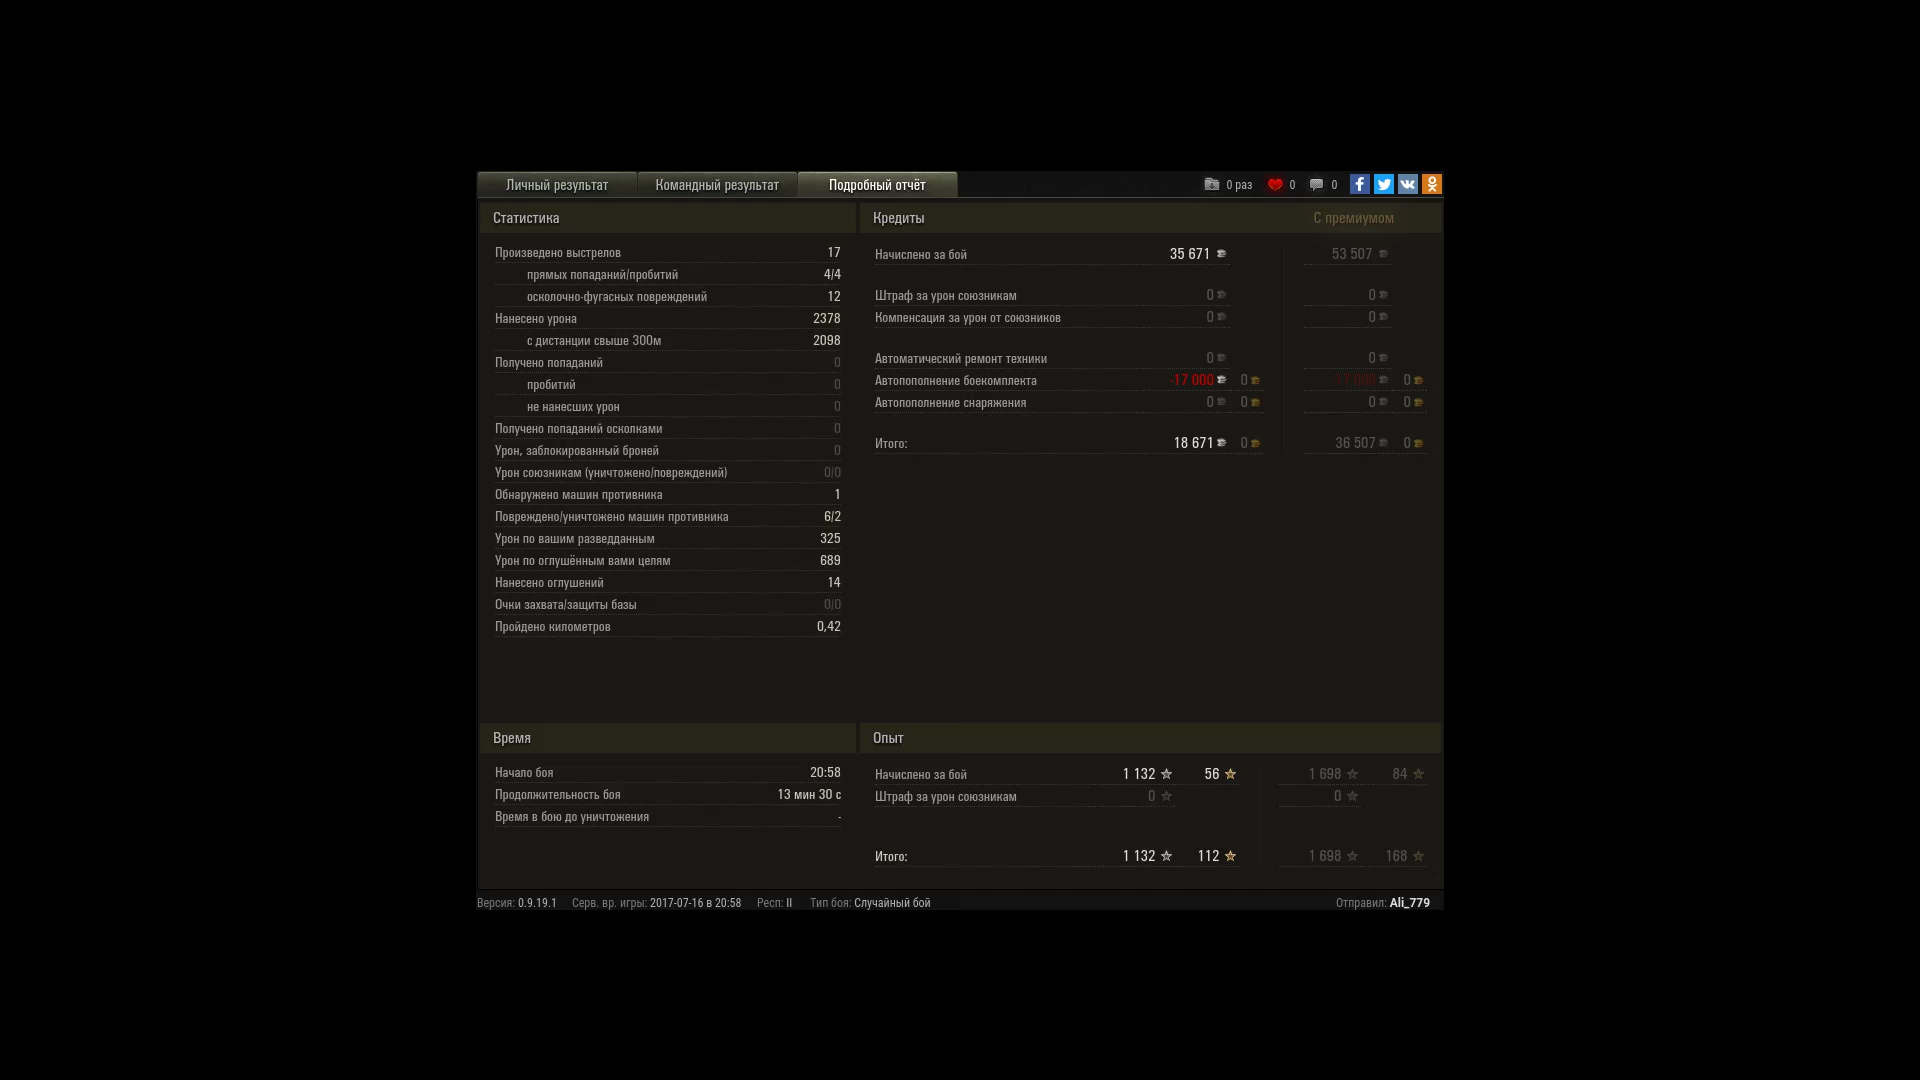 Личный результат Командный результат Подробный отчёт 0 раз 0 0
Статистика
Произведено выстрелов 17
прямых попаданий/пробитий 4/4
осколочно-фугасных повреждений 12
Нанесено урона 2378
с дистанции свыше 300м 2098
Получено попаданий 0
пробитий 0
не нанесших урон 0
Получено попаданий осколками 0
Урон, заблокированный броней 0
Урон союзникам (уничтожено/повреждений) 0/0
Обнаружено машин противника 1
Повреждено/уничтожено машин противника 6/2
Урон по вашим разведданным 325
Урон по оглушённым вами целям 689
Нанесено оглушений 14
Очки захвата/защиты базы 0/0
Пройдено километров 0,42
Кредиты С премиумом
Начислено за бой 35 671 53 507
Штраф за урон союзникам 0 0
Компенсация за урон от союзников 0 0
Автоматический ремонт техники 0 0
Автопополнение боекомплекта -17 000 0 -17 000 0
Автопополнение снаряжения 0 0 0 0
Итого: 18 671 0 36 507 0
Время
Начало боя 20:58
Продолжительность боя 13 мин 30 с
Время в бою до уничтожения -
Опыт
Начислено за бой 1 132 56 1 698 84
Штраф за урон союзникам 0 0
Итого: 1 132 112 1 698 168
Версия: 0.9.19.1 Серв. вр. игры: 2017-07-16 в 20:58 Респ: II Тип боя: Случайный бой Отправил: Ali_779